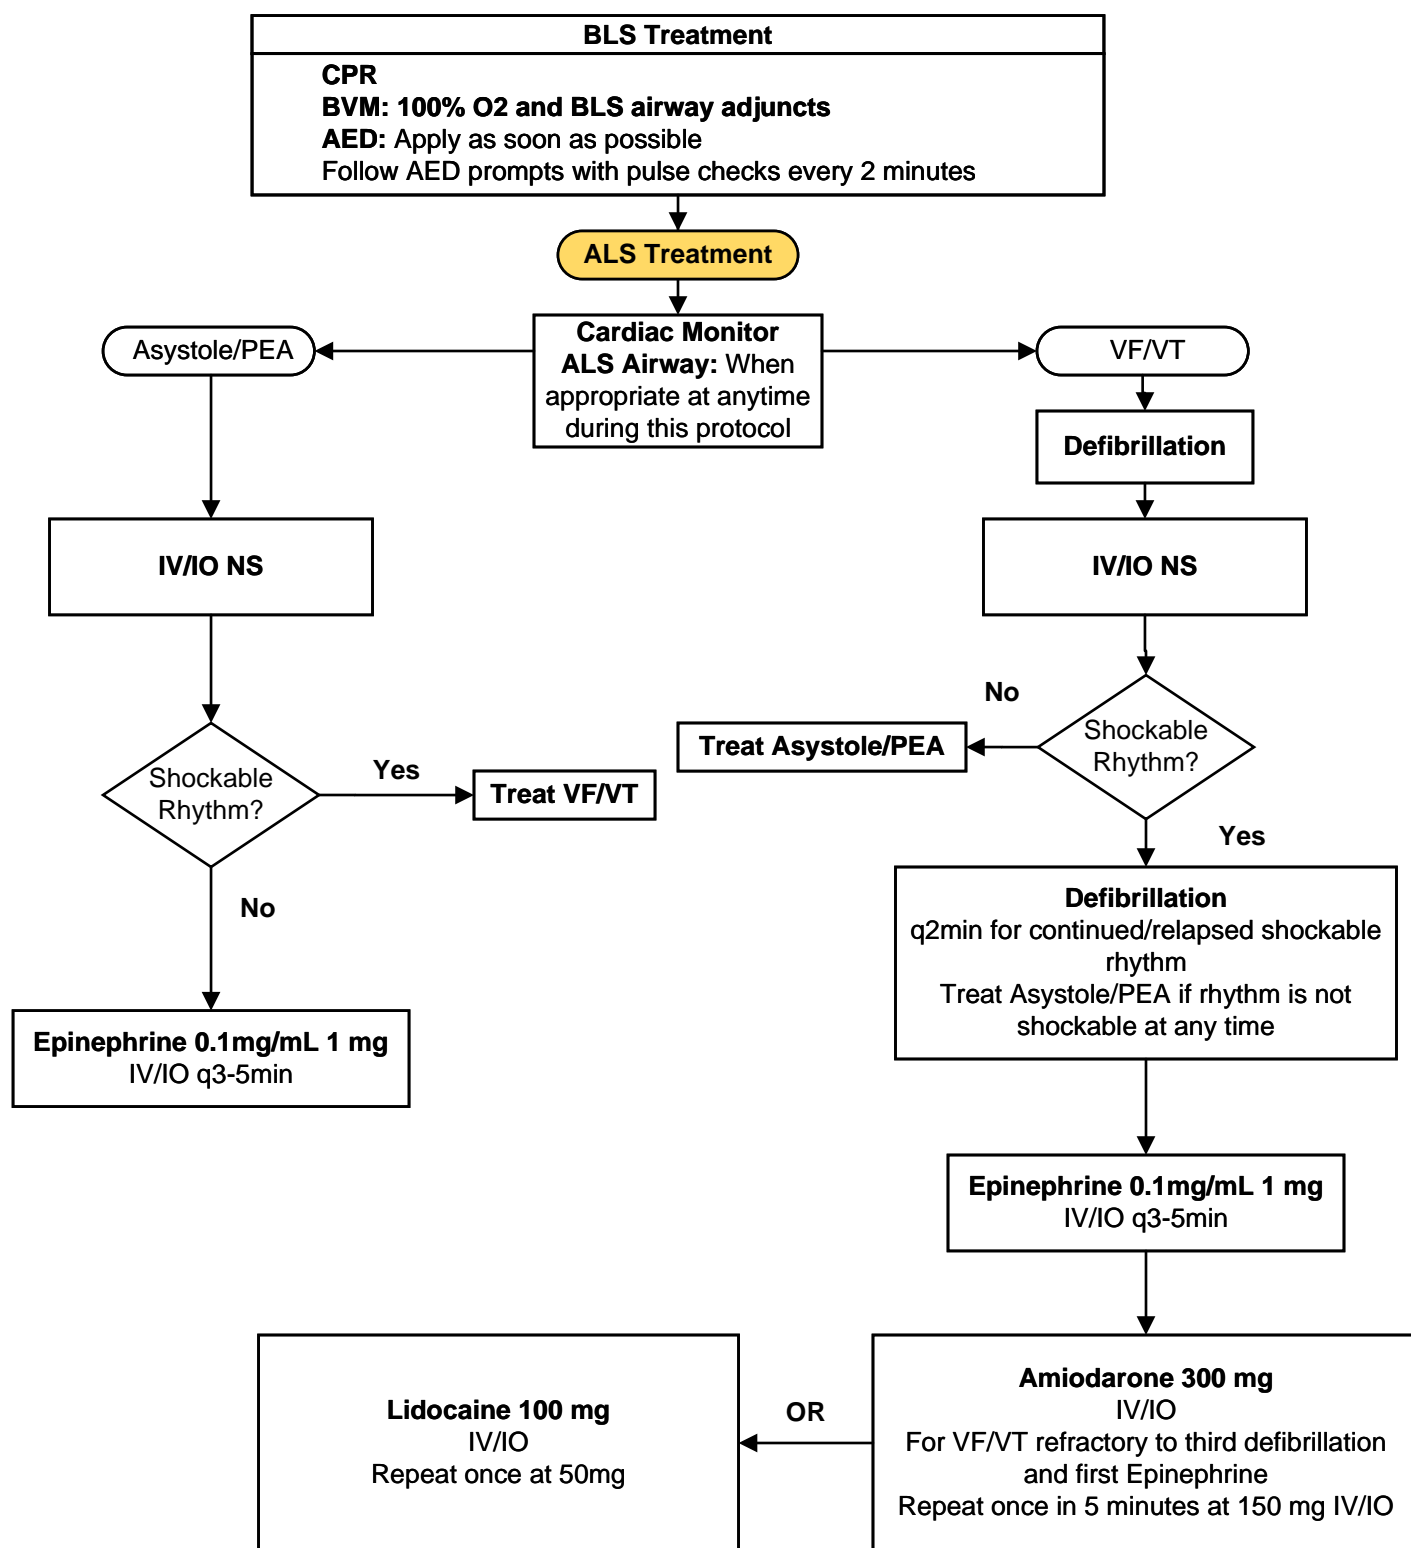 BLS Treatment
CPR
BVM: 100% O2 and BLS airway adjuncts
AED: Apply as soon as possible
Follow AED prompts with pulse checks every 2 minutes
ALS Treatment
Cardiac Monitor
ALS Airway: When
appropriate at anytime
during this protocol
Asystole/PEA
IV/IO NS
Shockable
Rhythm?
Yes
Treat VF/VT
No
Epinephrine 0.1mg/mL 1 mg
IV/IO q3-5min
VF/VT
Defibrillation
IV/IO NS
Shockable
Rhythm?
No
Treat Asystole/PEA
Yes
Defibrillation
q2min for continued/relapsed shockable
rhythm
Treat Asystole/PEA if rhythm is not
shockable at any time
Epinephrine 0.1mg/mL 1 mg
IV/IO q3-5min
Amiodarone 300 mg
IV/IO
For VF/VT refractory to third defibrillation
and first Epinephrine
Repeat once in 5 minutes at 150 mg IV/IO
OR
Lidocaine 100 mg
IV/IO
Repeat once at 50mg